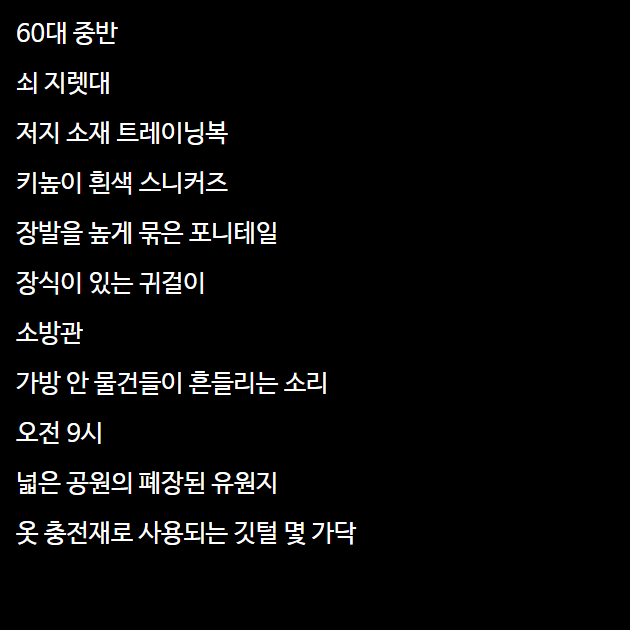 60대 중반
쇠 지렛대
저지 소재 트레이닝복
키높이 흰색 스니커즈
장발을 높게 묶은 포니테일
장식이 있는 귀걸이
소방관
가방 안 물건들이 흔들리는 소리
오전 9시
넓은 공원의 폐장된 유원지
옷 충전재로 사용되는 깃털 몇 가닥